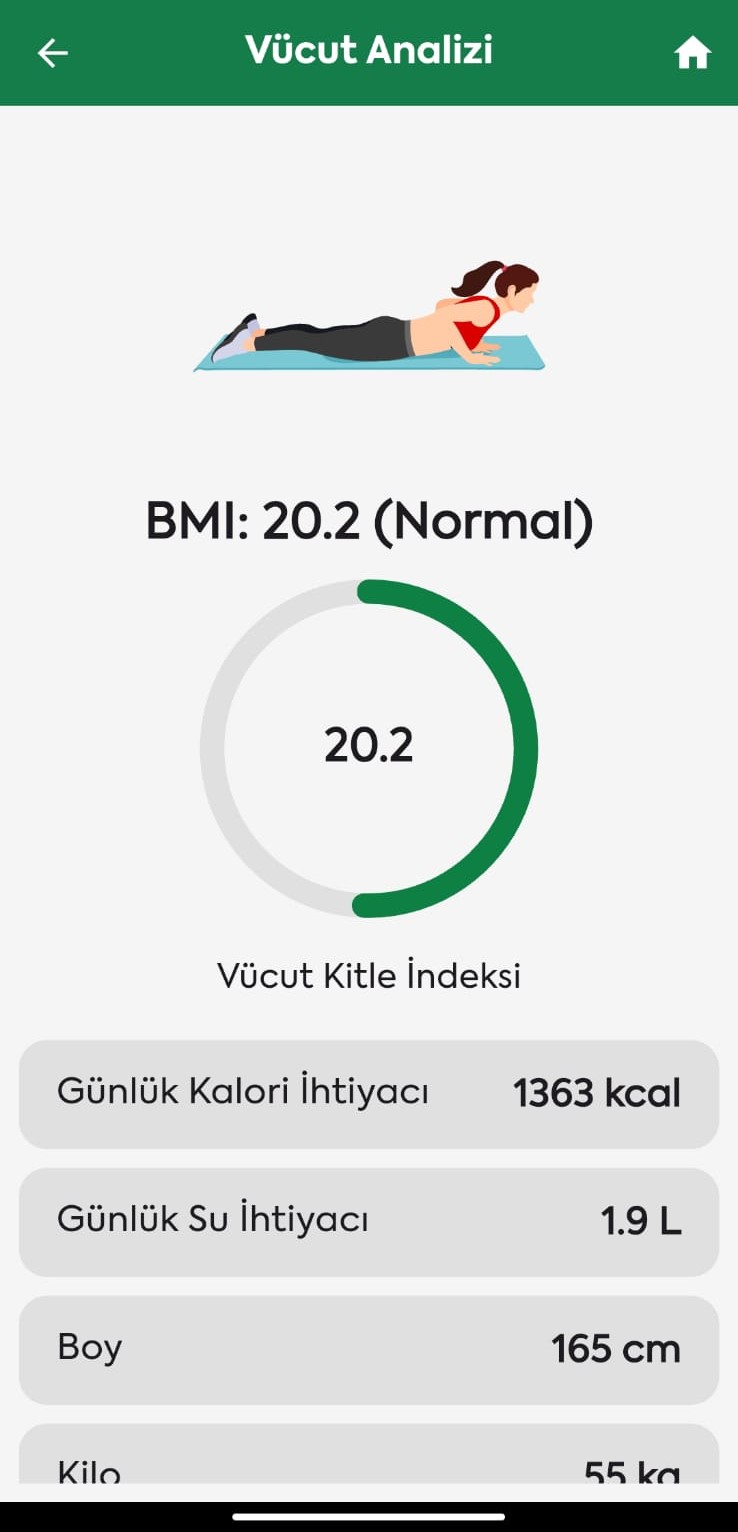 Vücut Analizi
BMI: 20.2 (Normal)
20.2
Vücut Kitle İndeksi
Günlük Kalori İhtiyacı 1363 kcal
Günlük Su İhtiyacı 1.9 L
Boy 165 cm
Kilo 55 kg